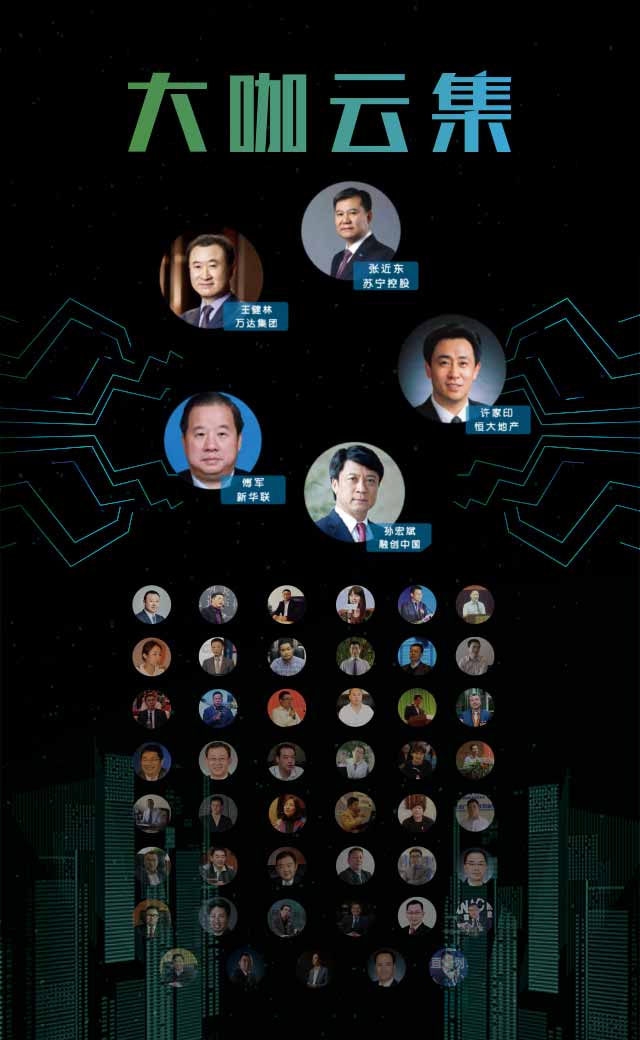 大咖云集
张近东
苏宁控股
王健林
万达集团
许家印
恒大地产
傅军
新华联
孙宏斌
融创中国